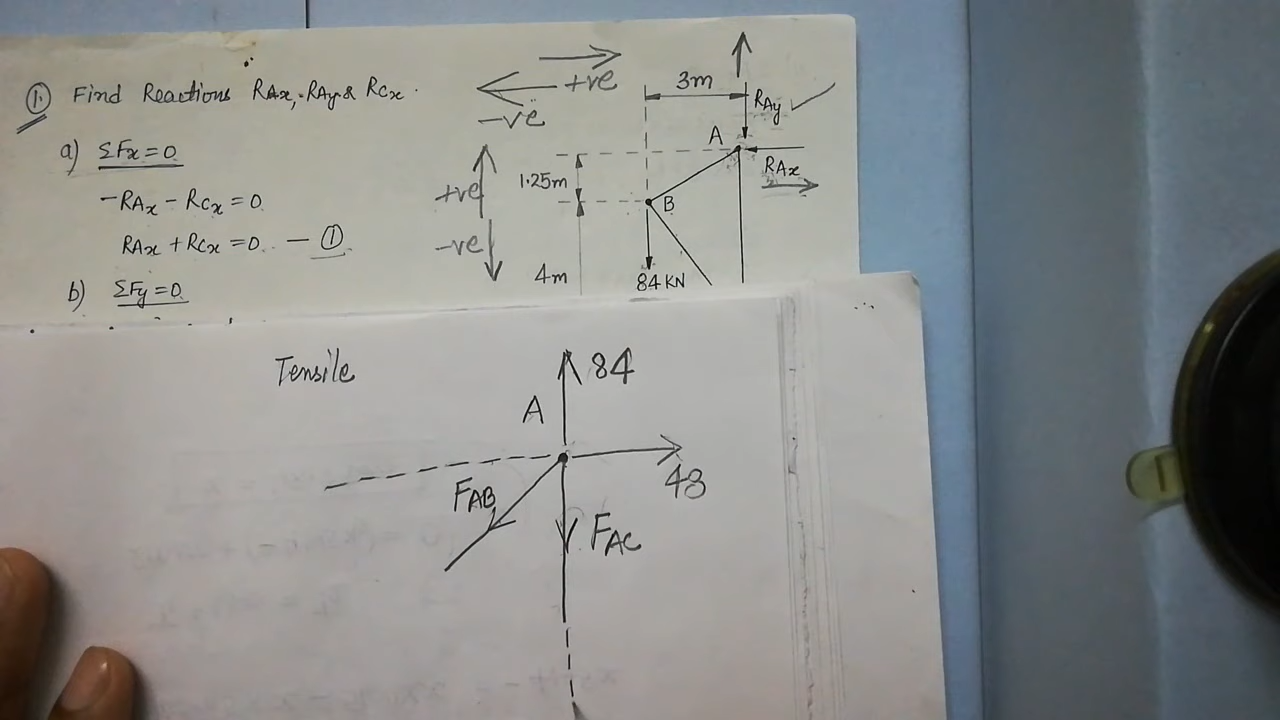 ① Find Reactions RAx, RAy & RCx.
a) ΣFx=0
-RAx - RCx = 0
RAx + RCx = 0 - ①
b) ΣFy=0
+ve
-ve
3m
RAy
A
RAx
1.25m
+ve
B
-ve
4m
84 KN
Tensile
84
A
48
FAB
FAC